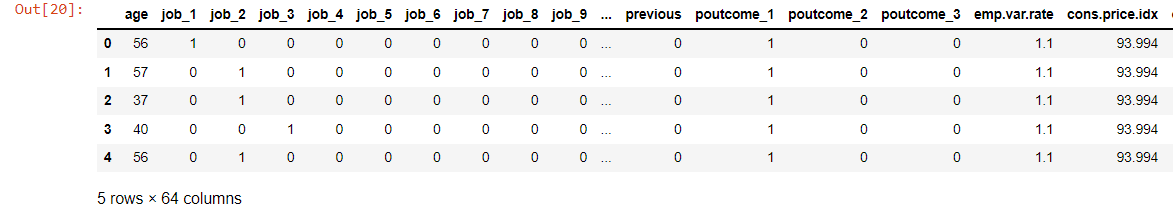 Out[20]:
age job_1 job_2 job_3 job_4 job_5 job_6 job_7 job_8 job_9 ... previous poutcome_1 poutcome_2 poutcome_3 emp.var.rate cons.price.idx
0 56 1 0 0 0 0 0 0 0 0 ... 0 1 0 0 1.1 93.994
1 57 0 1 0 0 0 0 0 0 0 ... 0 1 0 0 1.1 93.994
2 37 0 1 0 0 0 0 0 0 0 ... 0 1 0 0 1.1 93.994
3 40 0 0 1 0 0 0 0 0 0 ... 0 1 0 0 1.1 93.994
4 56 0 1 0 0 0 0 0 0 0 ... 0 1 0 0 1.1 93.994
5 rows × 64 columns